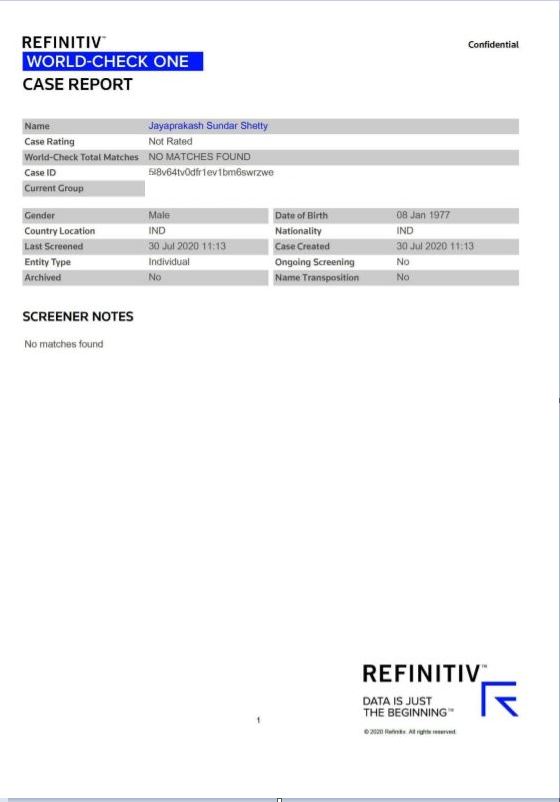 REFINITIV™
Confidential
WORLD-CHECK ONE
CASE REPORT
Name Jayaprakash Sundar Shetty
Case Rating Not Rated
World-Check Total Matches NO MATCHES FOUND
Case ID 5l8v64tv0dfr1ev1bm6swrzwe
Current Group
Gender Male Date of Birth 08 Jan 1977
Country Location IND Nationality IND
Last Screened 30 Jul 2020 11:13 Case Created 30 Jul 2020 11:13
Entity Type Individual Ongoing Screening No
Archived No Name Transposition No
SCREENER NOTES
No matches found
REFINITIV™
DATA IS JUST
THE BEGINNING™
1
© 2020 Refinitiv. All rights reserved.